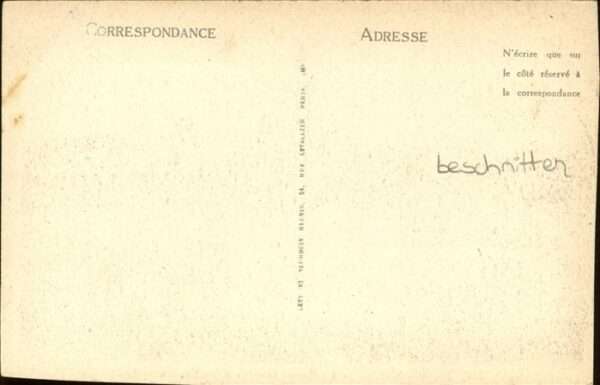 CORRESPONDANCE
ADRESSE
N'écrire que sur
le côté réservé à
la correspondance
beschnitten